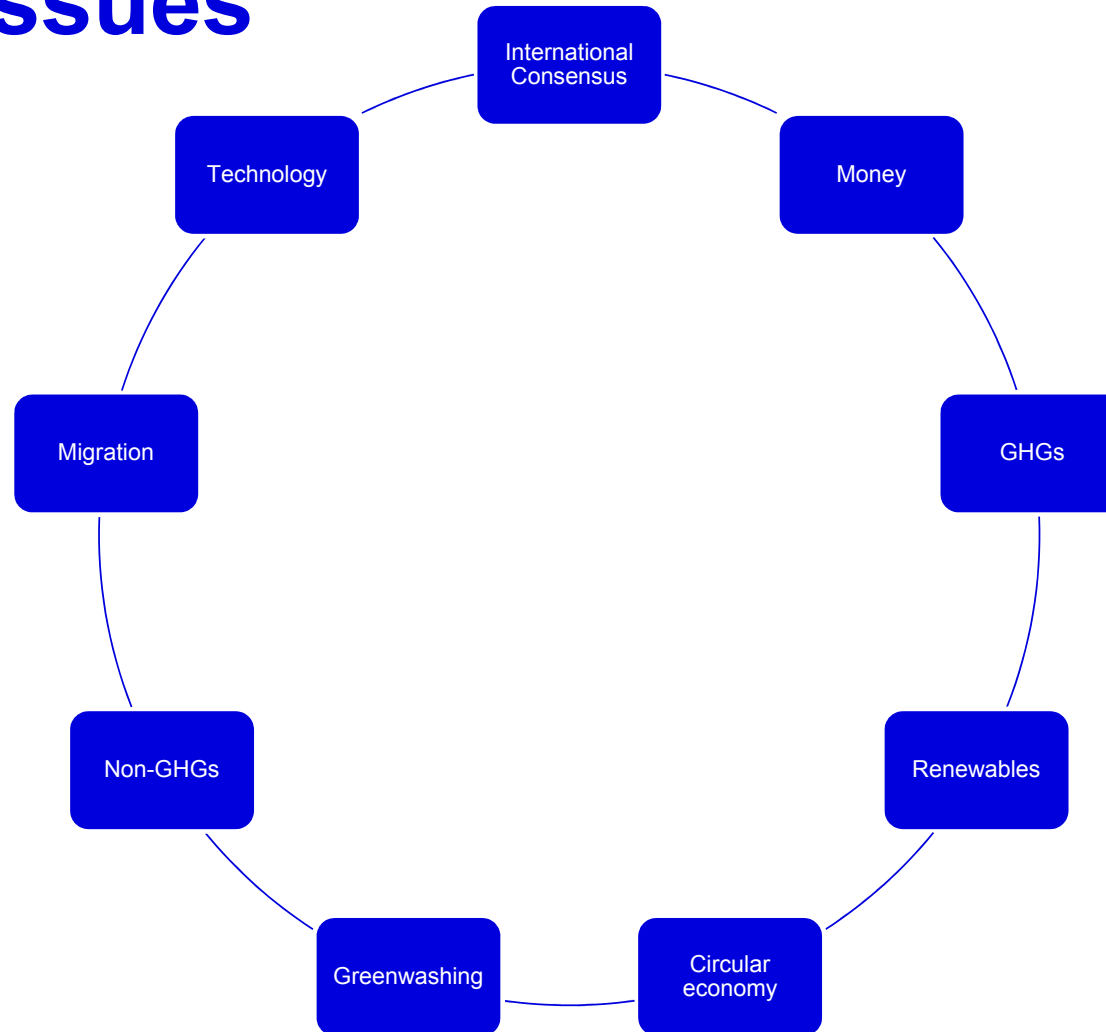 ssues
International
Consensus
Money
GHGs
Renewables
Circular
economy
Greenwashing
Non-GHGs
Migration
Technology